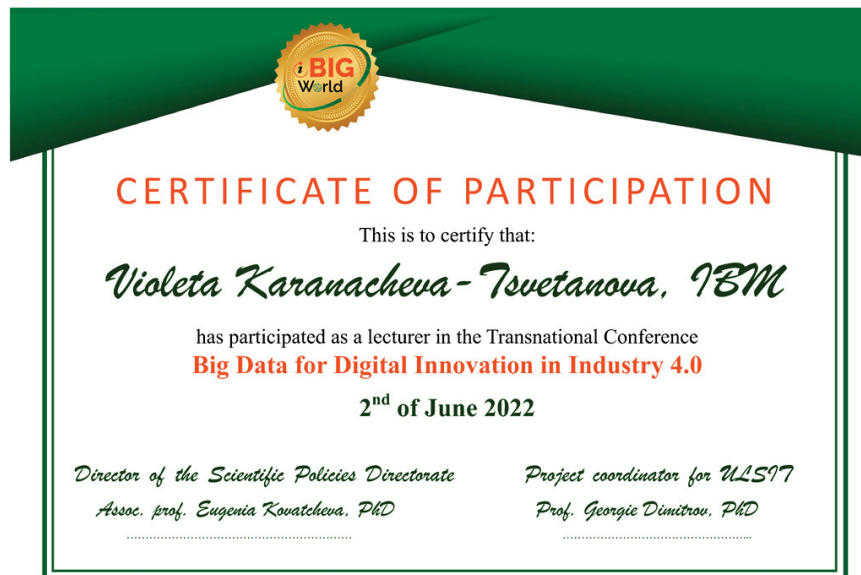 iBIG
World
CERTIFICATE OF PARTICIPATION
This is to certify that:
Violeta Karanacheva-Tsvetanova, IBM
has participated as a lecturer in the Transnational Conference
Big Data for Digital Innovation in Industry 4.0
2nd of June 2022
Director of the Scientific Policies Directorate
Assoc. prof. Eugenia Kovatcheva, PhD
Project coordinator for ULSIT
Prof. Georgie Dimitrov, PhD